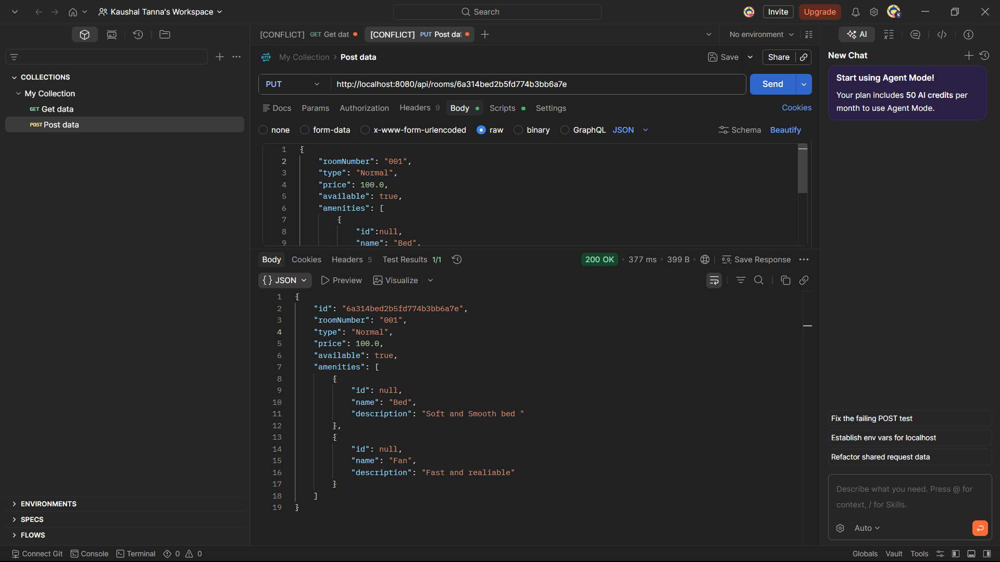 Kaushal Tanna's Workspace
Search
Invite
Upgrade
K
[CONFLICT] GET Get dat
[CONFLICT] PUT Post dat
No environment
AI
HTTP My Collection > Post data
Save
Share
New Chat
COLLECTIONS
My Collection
GET Get data
POST Post data
PUT
http://localhost:8080/api/rooms/6a314bed2b5fd774b3bb6a7e
Send
Start using Agent Mode!
Your plan includes 50 AI credits per
month to use Agent Mode.
Docs Params Authorization Headers 9 Body Scripts Settings Cookies
none form-data x-www-form-urlencoded raw binary GraphQL JSON Schema Beautify
1 {
2 "roomNumber": "001",
3 "type": "Normal",
4 "price": 100.0,
5 "available": true,
6 "amenities": [
7 {
8 "id":null,
9 "name": "Bed",
Body Cookies Headers 5 Test Results 1/1 200 OK • 377 ms • 399 B • e.g. Save Response
{} JSON Preview Visualize
1 {
2 "id": "6a314bed2b5fd774b3bb6a7e",
3 "roomNumber": "001",
4 "type": "Normal",
5 "price": 100.0,
6 "available": true,
7 "amenities": [
8 {
9 "id": null,
10 "name": "Bed",
11 "description": "Soft and Smooth bed "
12 },
13 {
14 "id": null,
15 "name": "Fan",
16 "description": "Fast and realiable"
17 }
18 ]
19 }
Fix the failing POST test
Establish env vars for localhost
Refactor shared request data
Describe what you need. Press @ for
context, / for Skills.
Auto
ENVIRONMENTS
SPECS
FLOWS
Connect Git Console Terminal 0 0
Globals Vault Tools